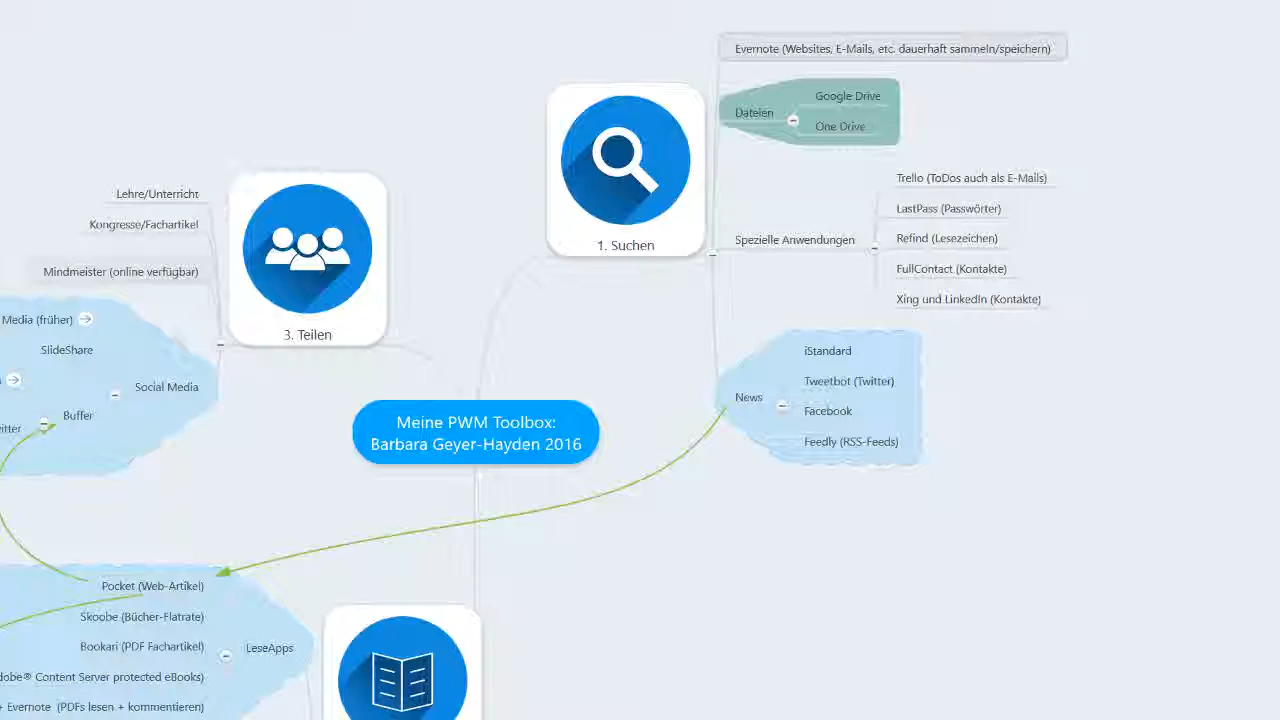 Evernote (Websites, E-Mails, etc. dauerhaft sammeln/speichern)
Dateien
Google Drive
One Drive
1. Suchen
Spezielle Anwendungen
Trello (ToDos auch als E-Mails)
LastPass (Passwörter)
Refind (Lesezeichen)
FullContact (Kontakte)
Xing und LinkedIn (Kontakte)
News
iStandard
Tweetbot (Twitter)
Facebook
Feedly (RSS-Feeds)
Lehre/Unterricht
Kongresse/Fachartikel
Mindmeister (online verfügbar)
3. Teilen
Media (früher)
SlideShare
Social Media
Buffer
Meine PWM Toolbox:
Barbara Geyer-Hayden 2016
Pocket (Web-Artikel)
Skoobe (Bücher-Flatrate)
Bookari (PDF Fachartikel)
LeseApps
Content Server protected eBooks)
+ Evernote (PDFs lesen + kommentieren)